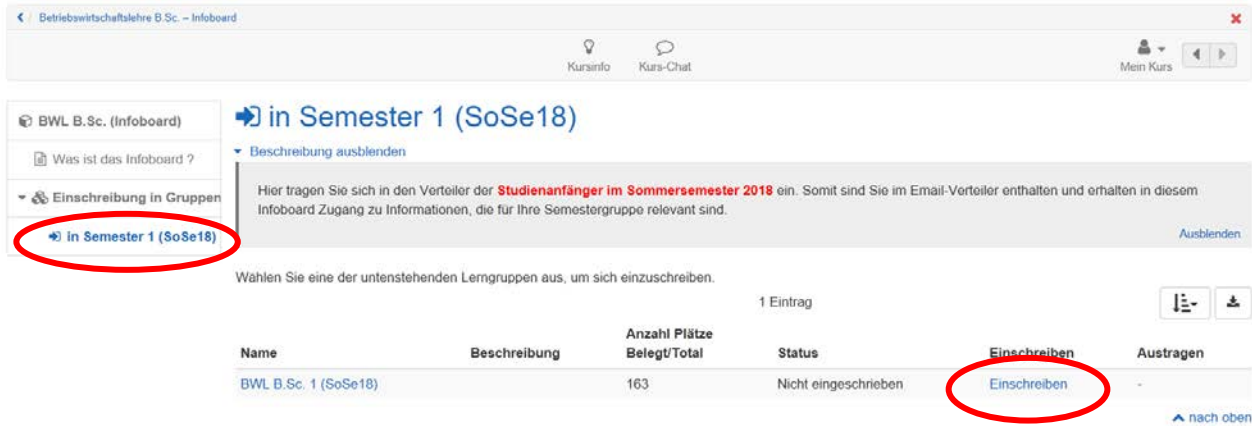 / Betriebswirtschaftslehre B.Sc. – Infoboard
Kursinfo
Kurs-Chat
Mein Kurs
BWL B.Sc. (Infoboard)
Was ist das Infoboard ?
Einschreibung in Gruppen
in Semester 1 (SoSe18)
in Semester 1 (SoSe18)
Beschreibung ausblenden
Hier tragen Sie sich in den Verteiler der Studienanfänger im Sommersemester 2018 ein. Somit sind Sie im Email-Verteiler enthalten und erhalten in diesem
Infoboard Zugang zu Informationen, die für Ihre Semestergruppe relevant sind.
Ausblenden
Wählen Sie eine der untenstehenden Lerngruppen aus, um sich einzuschreiben.
1 Eintrag
Anzahl Plätze
Name Beschreibung Belegt/Total Status Einschreiben Austragen
BWL B.Sc. 1 (SoSe18) 163 Nicht eingeschrieben Einschreiben -
nach oben